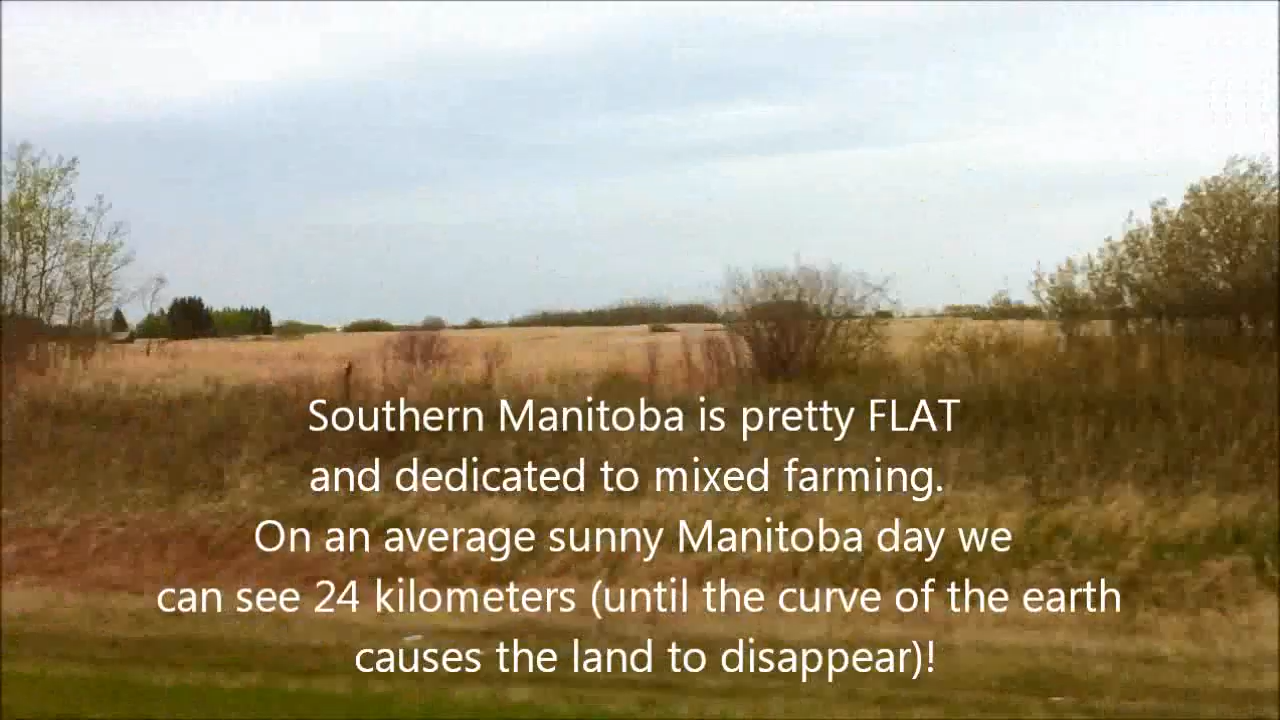 Southern Manitoba is pretty FLAT
and dedicated to mixed farming.
On an average sunny Manitoba day we
can see 24 kilometers (until the curve of the earth
causes the land to disappear)!